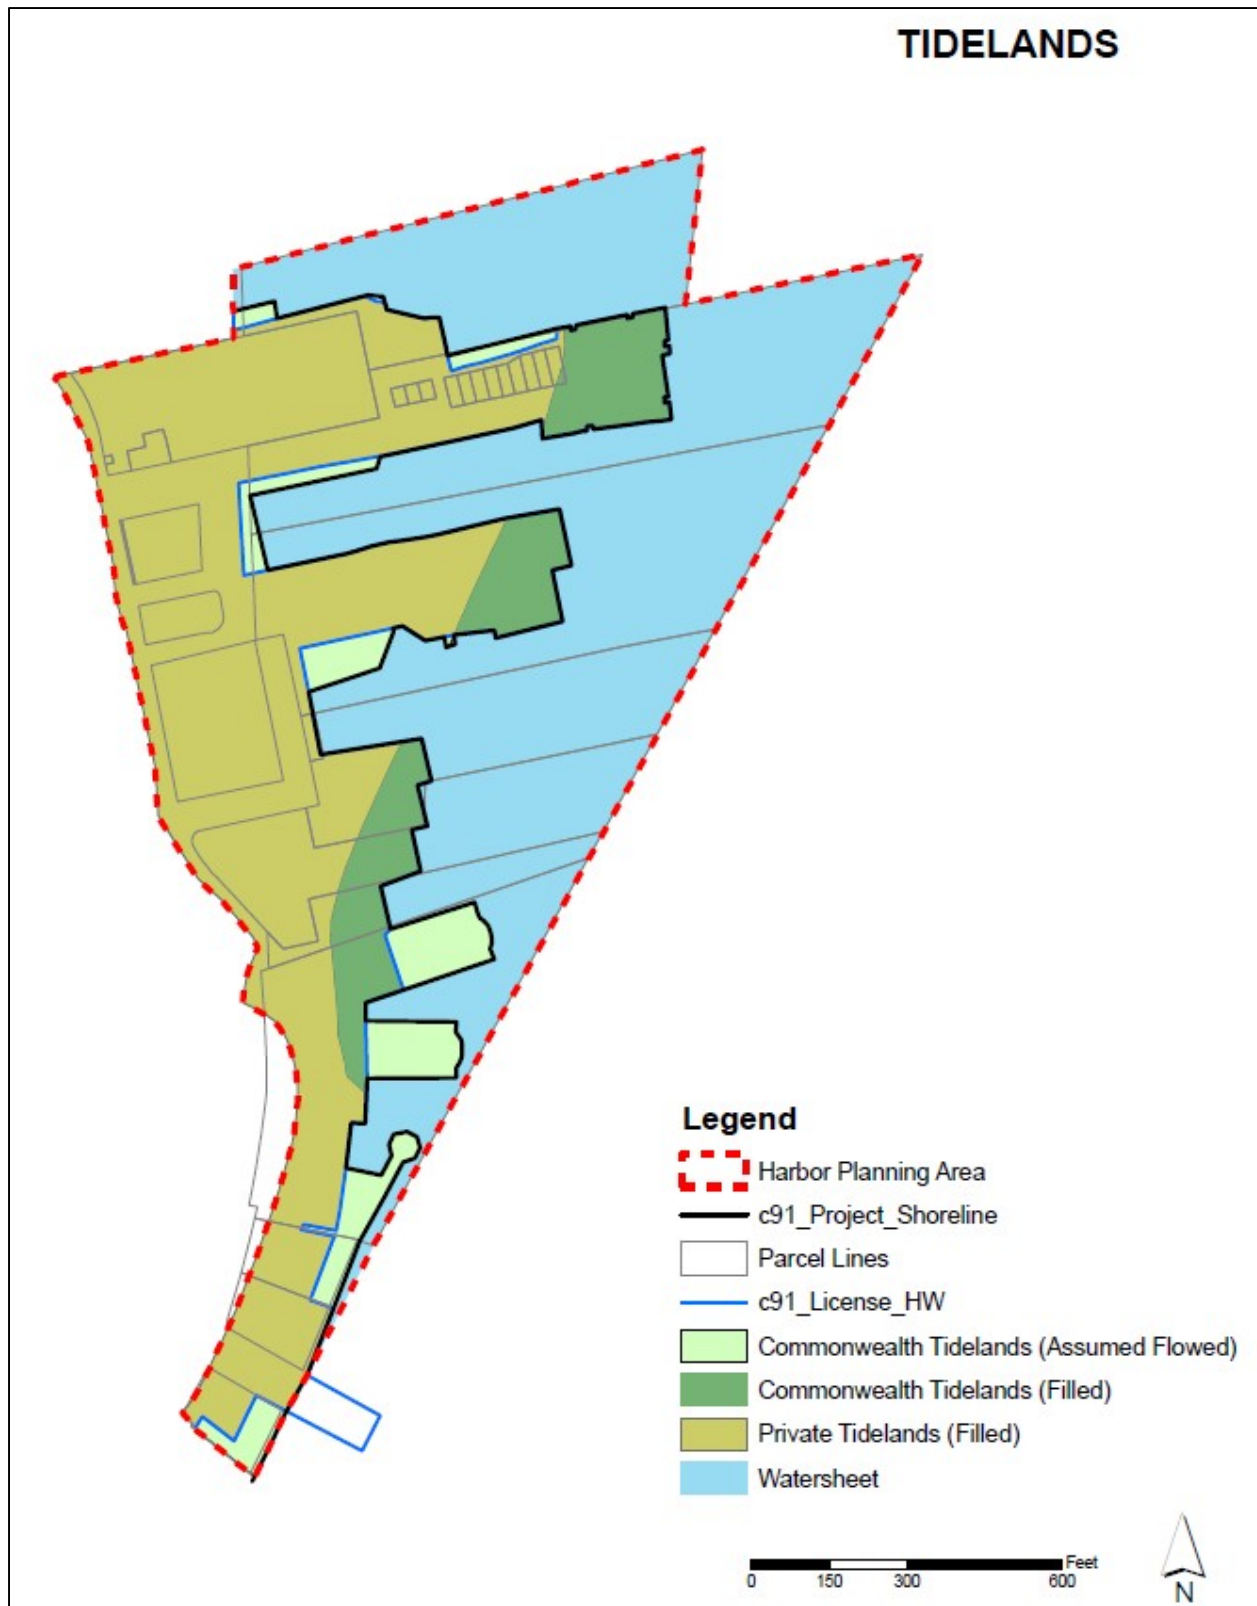 TIDELANDS
Legend
Harbor Planning Area
c91_Project_Shoreline
Parcel Lines
c91_License_HW
Commonwealth Tidelands (Assumed Flowed)
Commonwealth Tidelands (Filled)
Private Tidelands (Filled)
Watersheet
Feet
0 150 300 600
N